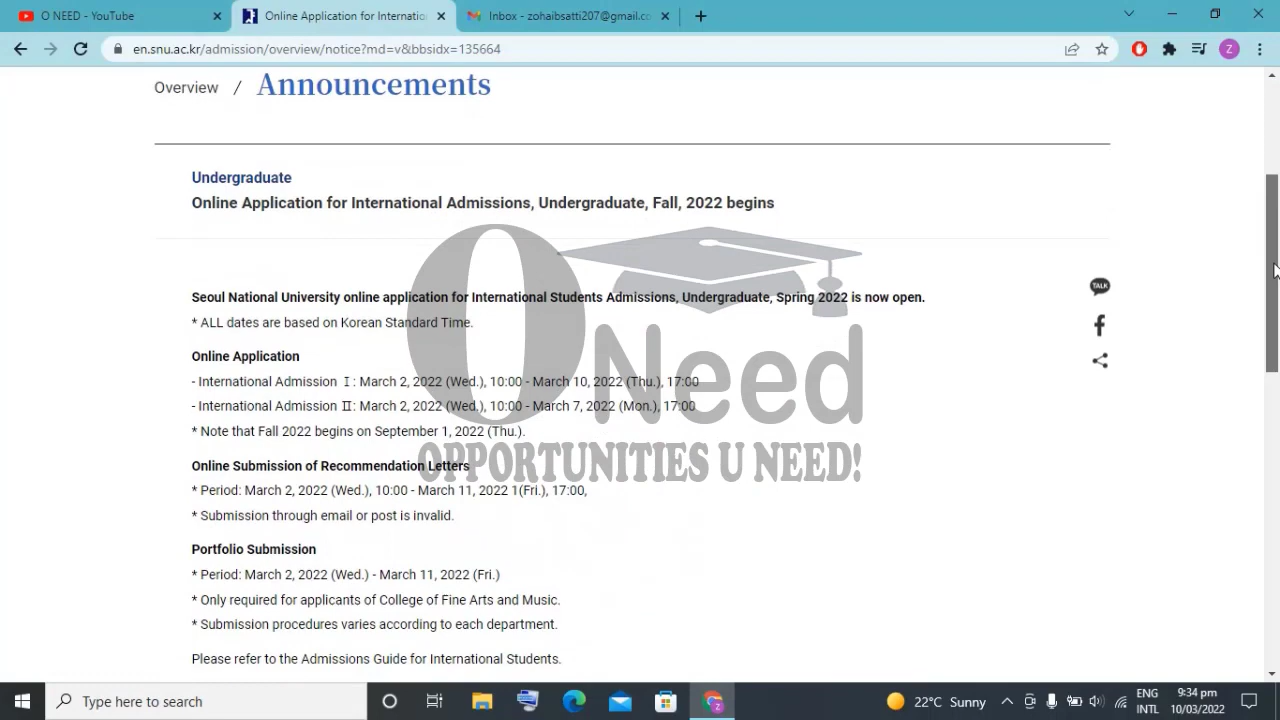 O NEED - YouTube
Online Application for Internatio
Inbox - zohaibsatti207@gmail.co
en.snu.ac.kr/admission/overview/notice?md=v&bbsidx=135664
Z
Overview / Announcements
Undergraduate
Online Application for International Admissions, Undergraduate, Fall, 2022 begins
Seoul National University online application for International Students Admissions, Undergraduate, Spring 2022 is now open.
* ALL dates are based on Korean Standard Time.
TALK
Online Application
- International Admission Ⅰ: March 2, 2022 (Wed.), 10:00 - March 10, 2022 (Thu.), 17:00
- International Admission Ⅱ: March 2, 2022 (Wed.), 10:00 - March 7, 2022 (Mon.), 17:00
* Note that Fall 2022 begins on September 1, 2022 (Thu.).
Online Submission of Recommendation Letters
* Period: March 2, 2022 (Wed.), 10:00 - March 11, 2022 1(Fri.), 17:00,
* Submission through email or post is invalid.
Portfolio Submission
* Period: March 2, 2022 (Wed.) - March 11, 2022 (Fri.)
* Only required for applicants of College of Fine Arts and Music.
* Submission procedures varies according to each department.
Please refer to the Admissions Guide for International Students.
O Need
OPPORTUNITIES U NEED!
Type here to search
22°C Sunny
ENG
INTL
9:34 pm
10/03/2022